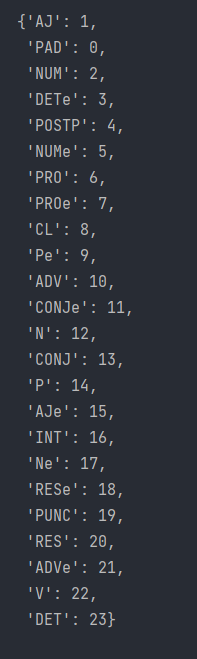 {'AJ': 1,
'PAD': 0,
'NUM': 2,
'DETe': 3,
'POSTP': 4,
'NUMe': 5,
'PRO': 6,
'PROe': 7,
'CL': 8,
'Pe': 9,
'ADV': 10,
'CONJe': 11,
'N': 12,
'CONJ': 13,
'P': 14,
'AJe': 15,
'INT': 16,
'Ne': 17,
'RESe': 18,
'PUNC': 19,
'RES': 20,
'ADVe': 21,
'V': 22,
'DET': 23}